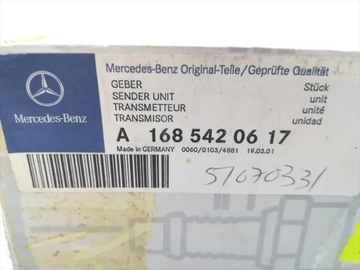 Mercedes-Benz Original-Teile/Geprüfte Qualität
GEBER Stück
SENDER UNIT unit
TRANSMETTEUR unité
TRANSMISOR unidad
Mercedes-Benz
A 168 542 06 17
Made in GERMANY 0060/0103/4881 19.03.01
51070331